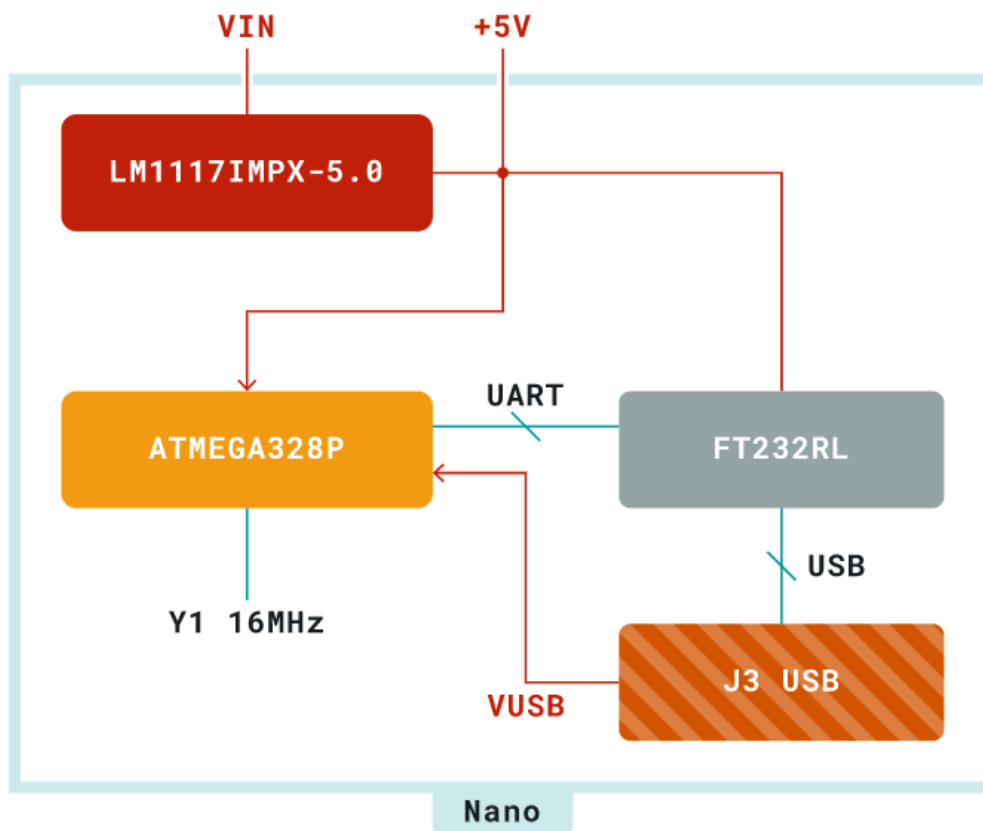 VIN
+5V
LM1117IMPX-5.0
UART
ATMEGA328P
FT232RL
USB
Y1 16MHz
J3 USB
VUSB
Nano